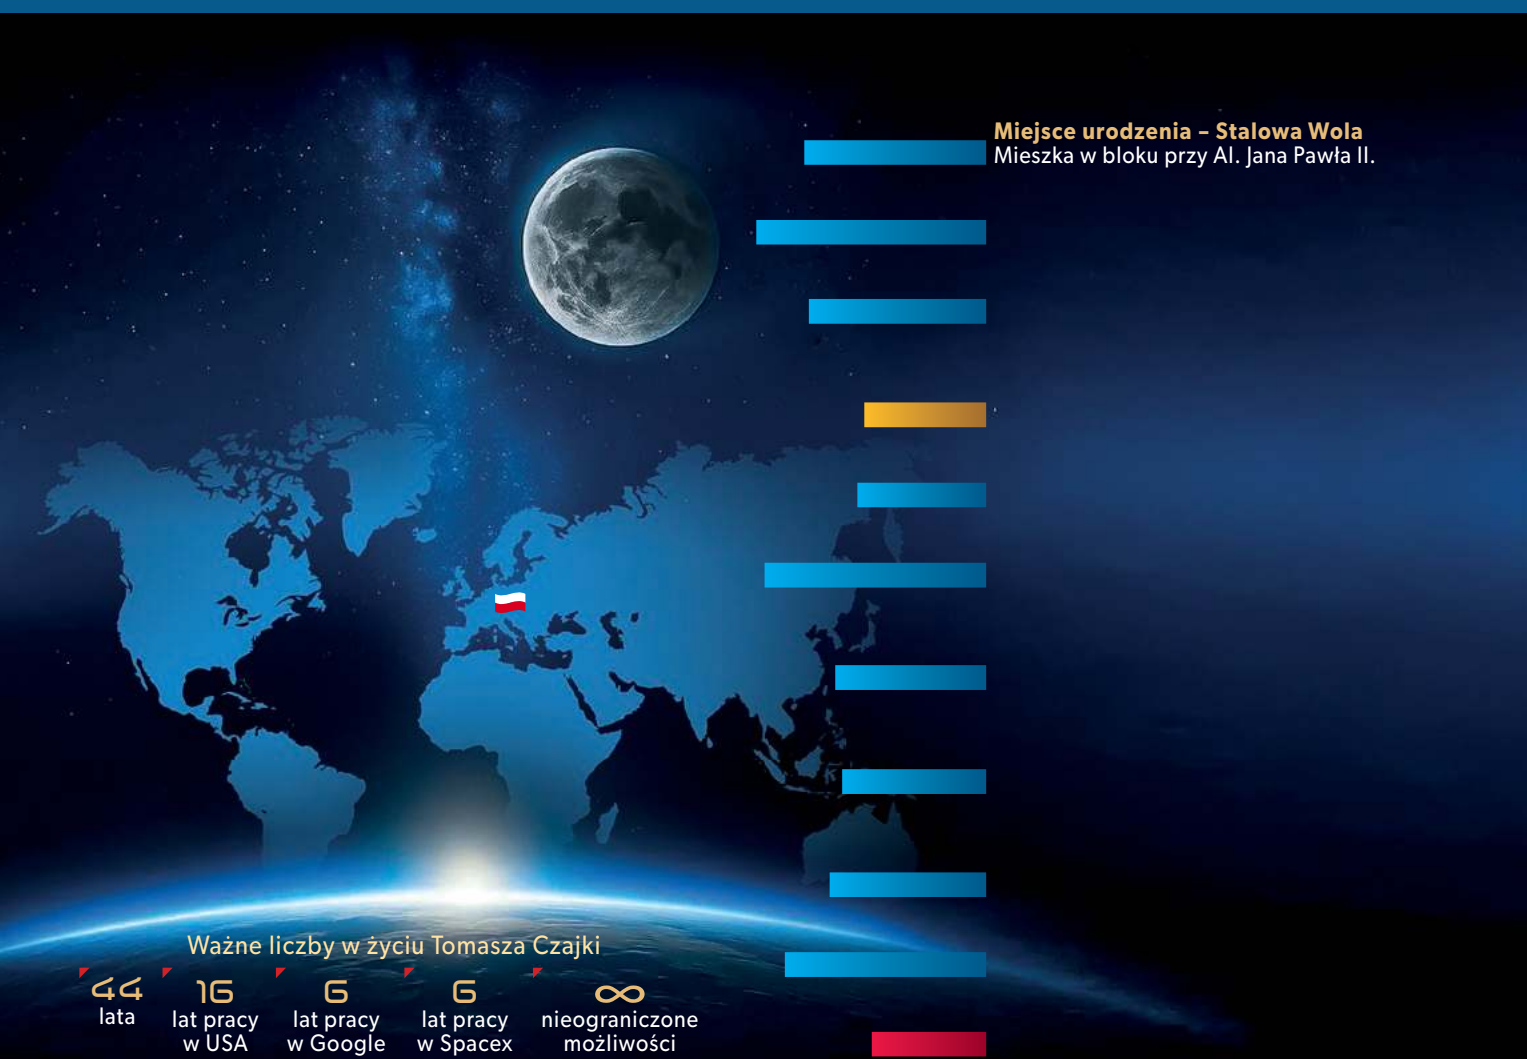 Miejsce urodzenia – Stalowa Wola
Mieszka w bloku przy Al. Jana Pawła II.
Ważne liczby w życiu Tomasza Czajki
44
lata
16
lat pracy
w USA
6
lat pracy
w Google
6
lat pracy
w Spacex
∞
nieograniczone
możliwości